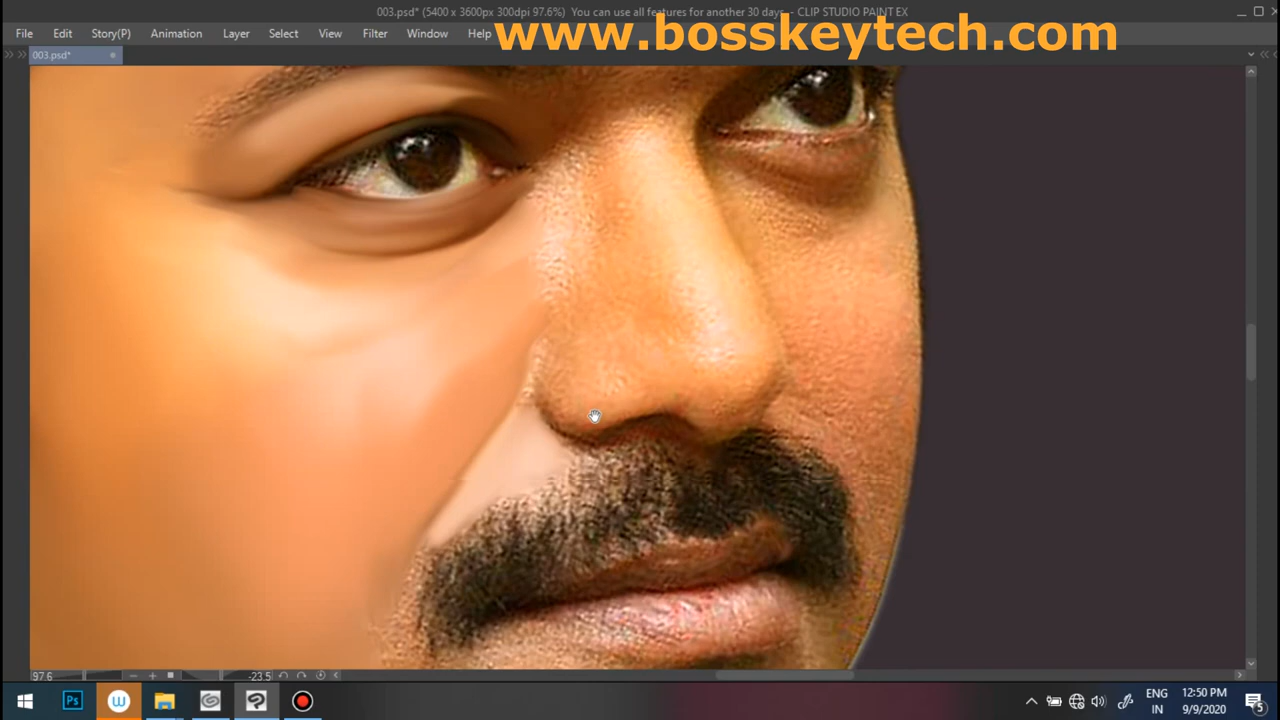 003.psd* (5400 x 3600px 300dpi 97.6%) You can use all features for another 30 days. - CLIP STUDIO PAINT EX
www.bosskeytech.com
File Edit Story(P) Animation Layer Select View Filter Window Help
003.psd*
97.6 -23.5
Ps W ENG 12:50 PM
IN 9/9/2020 5